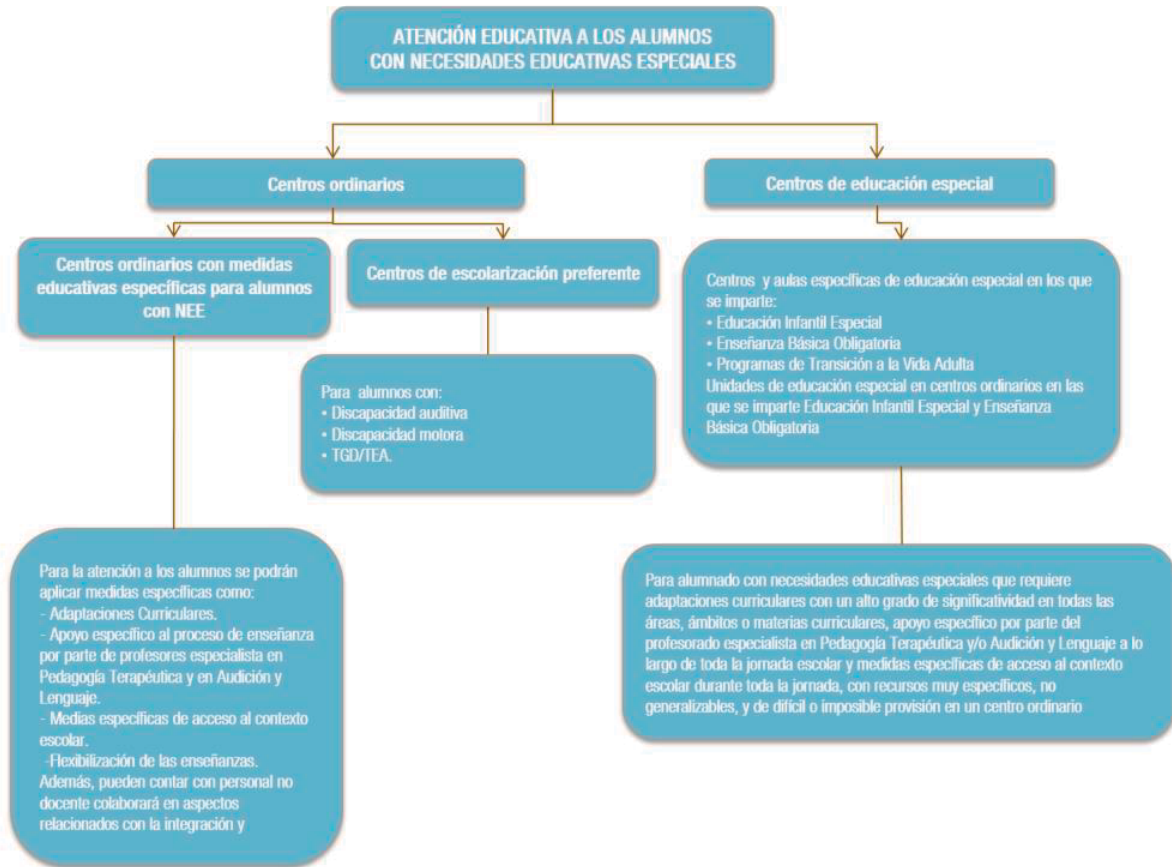 ATENCIÓN EDUCATIVA A LOS ALUMNOS
CON NECESIDADES EDUCATIVAS ESPECIALES
Centros ordinarios
Centros de educación especial
Centros ordinarios con medidas
educativas específicas para alumnos
con NEE
Centros de escolarización preferente
Centros y aulas específicas de educación especial en los que
se imparte:
• Educación Infantil Especial
• Enseñanza Básica Obligatoria
• Programas de Transición a la Vida Adulta
Unidades de educación especial en centros ordinarios en las
que se imparte Educación Infantil Especial y Enseñanza
Básica Obligatoria
Para alumnos con:
• Discapacidad auditiva
• Discapacidad motora
• TGD/TEA.
Para la atención a los alumnos se podrán
aplicar medidas específicas como:
- Adaptaciones Curriculares.
- Apoyo específico al proceso de enseñanza
por parte de profesores especialista en
Pedagogía Terapéutica y en Audición y
Lenguaje.
- Medias específicas de acceso al contexto
escolar.
-Flexibilización de las enseñanzas.
Además, pueden contar con personal no
docente colaborará en aspectos
relacionados con la integración y
Para alumnado con necesidades educativas especiales que requiere
adaptaciones curriculares con un alto grado de significatividad en todas las
áreas, ámbitos o materias curriculares, apoyo específico por parte del
profesorado especialista en Pedagogía Terapéutica y/o Audición y Lenguaje a lo
largo de toda la jornada escolar y medidas específicas de acceso al contexto
escolar durante toda la jornada, con recursos muy específicos, no
generalizables, y de difícil o imposible provisión en un centro ordinario